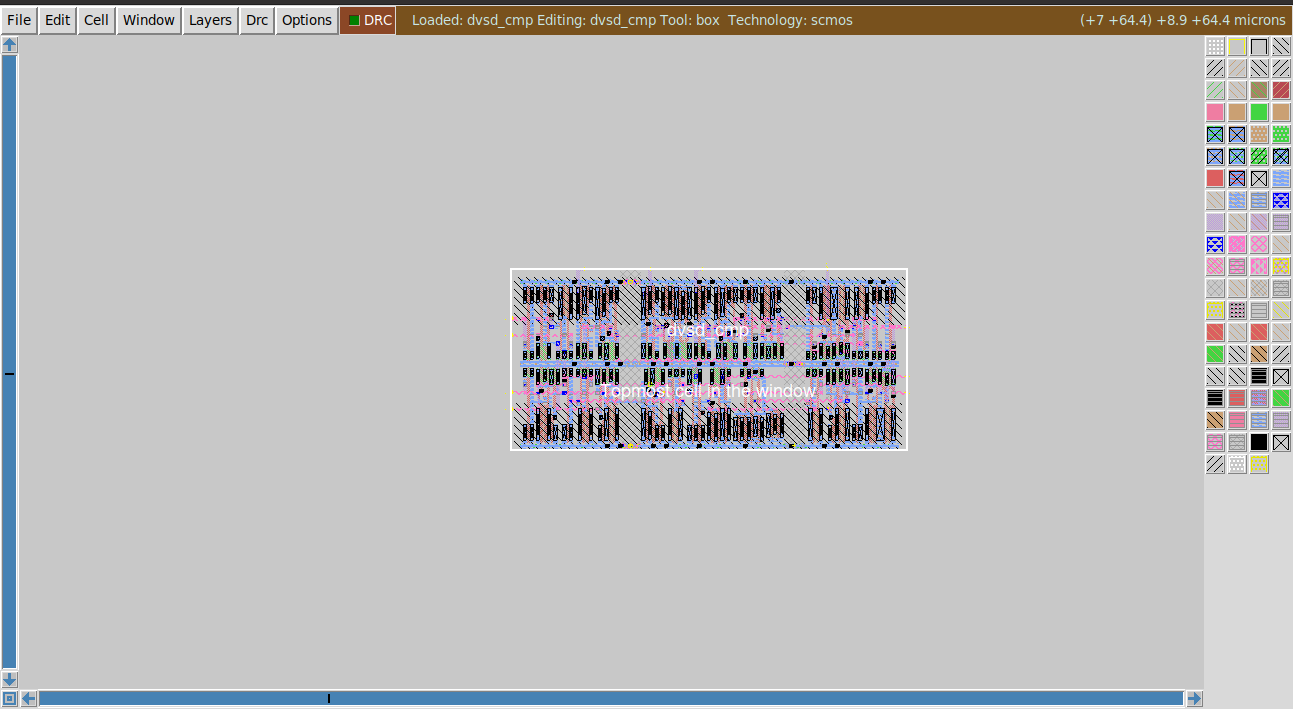 File Edit Cell Window Layers Drc Options DRC Loaded: dvsd_cmp Editing: dvsd_cmp Tool: box Technology: scmos (+7 +64.4) +8.9 +64.4 microns
dvsd_cmp
Topmost cell in the window